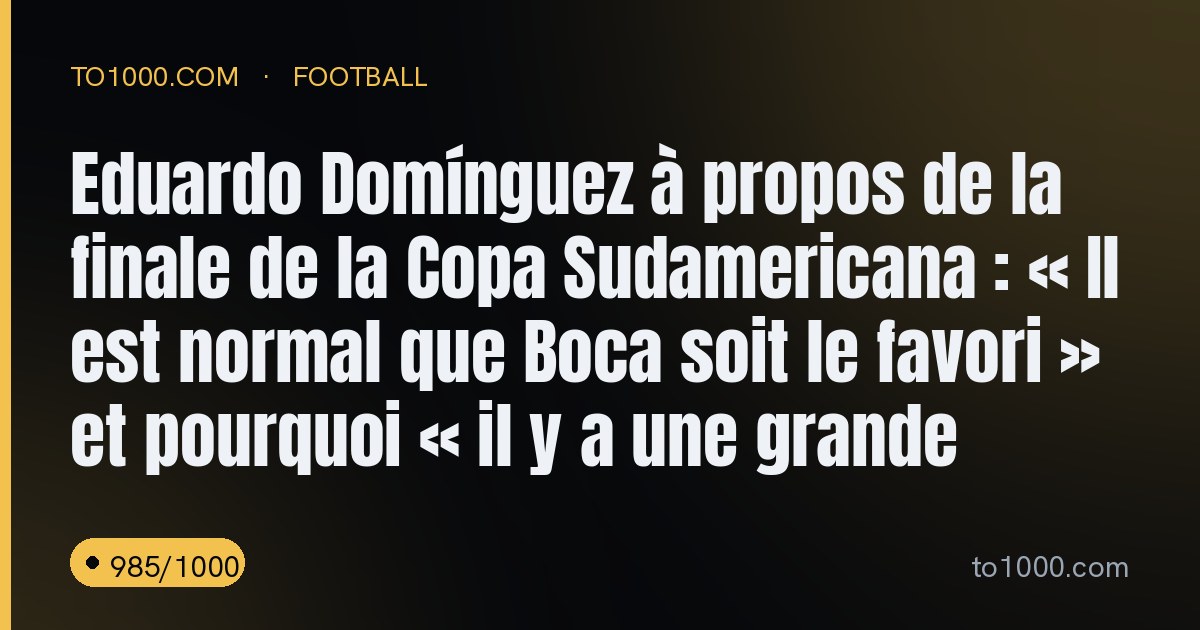 TO1000.COM · FOOTBALL
Eduardo Domínguez à propos de la
finale de la Copa Sudamericana : « Il
est normal que Boca soit le favori »
et pourquoi « il y a une grande
985/1000
to1000.com